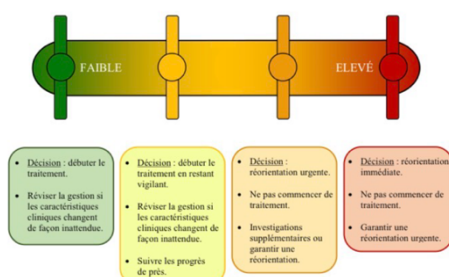 FAIBLE
ELEVÉ
• Décision : débuter le
traitement.
• Réviser la gestion si
les caractéristiques
cliniques changent
de façon inattendue.
• Décision : débuter le
traitement en restant
vigilant.
• Réviser la gestion si
les caractéristiques
cliniques changent
de façon inattendue.
• Suivre les progrès
de près.
• Décision :
réorientation urgente.
• Ne pas commencer de
traitement.
• Investigations
supplémentaires ou
garantir une
réorientation.
• Décision : réorientation
immédiate.
• Ne pas commencer de
traitement.
• Garantir une
réorientation urgente.